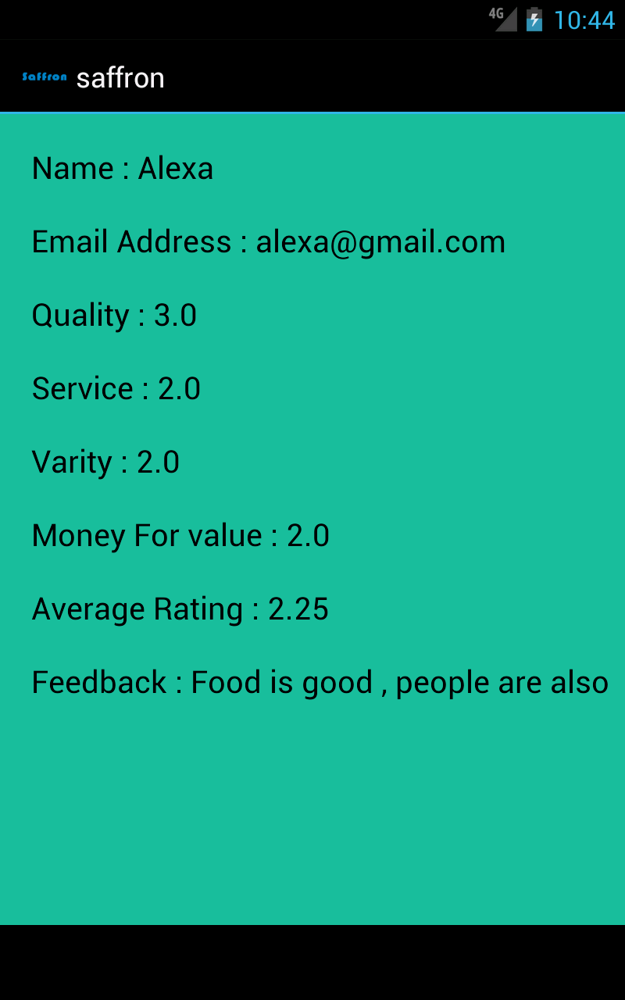 4G 10:44
Saffron saffron
Name : Alexa
Email Address : alexa@gmail.com
Quality : 3.0
Service : 2.0
Varity : 2.0
Money For value : 2.0
Average Rating : 2.25
Feedback : Food is good , people are also